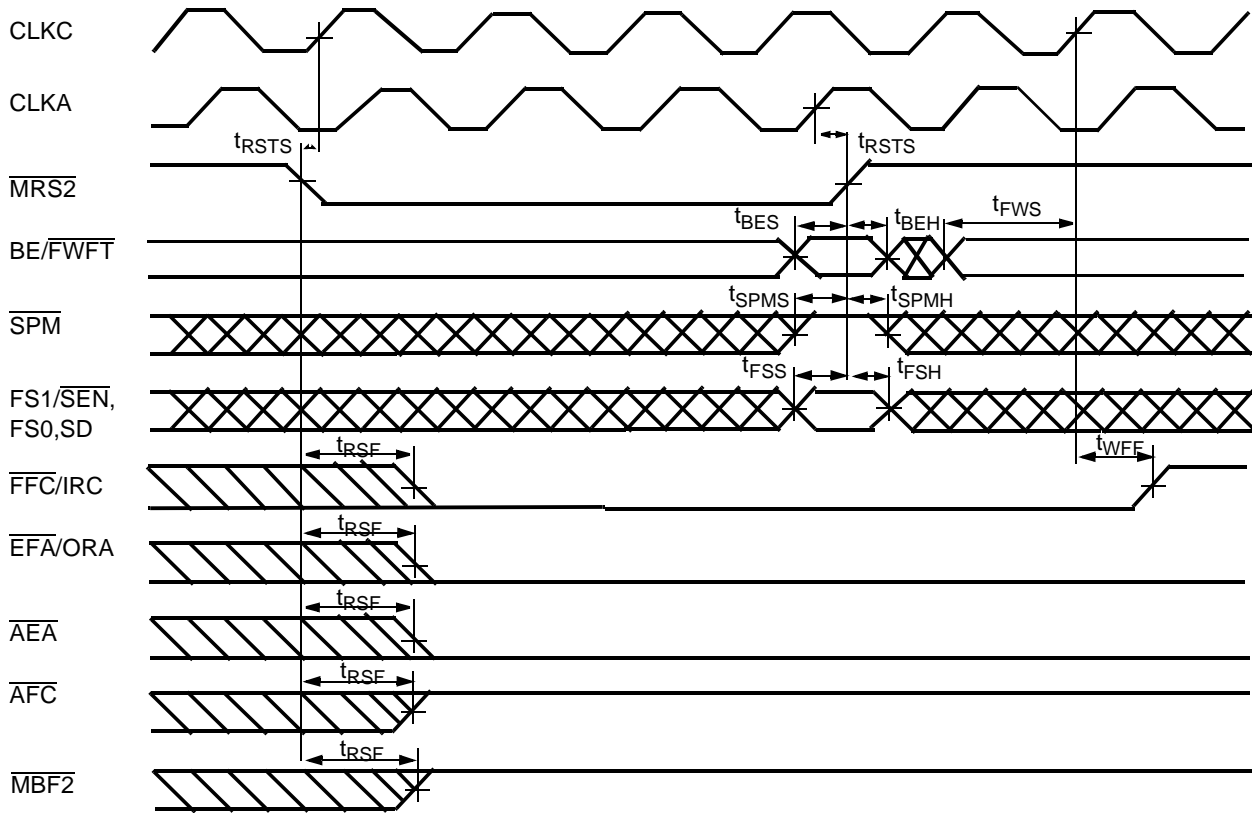 CLKC
CLKA
tRSTS
tRSTS
MRS2
tBES
tBEH
tFWS
BE/FWFT
tSPMS
tSPMH
SPM
tFSS
tFSH
FS1/SEN,
FS0,SD
tRSF
tWFF
FFC/IRC
tRSF
EFA/ORA
tRSF
AEA
tRSF
AFC
tRSF
MBF2